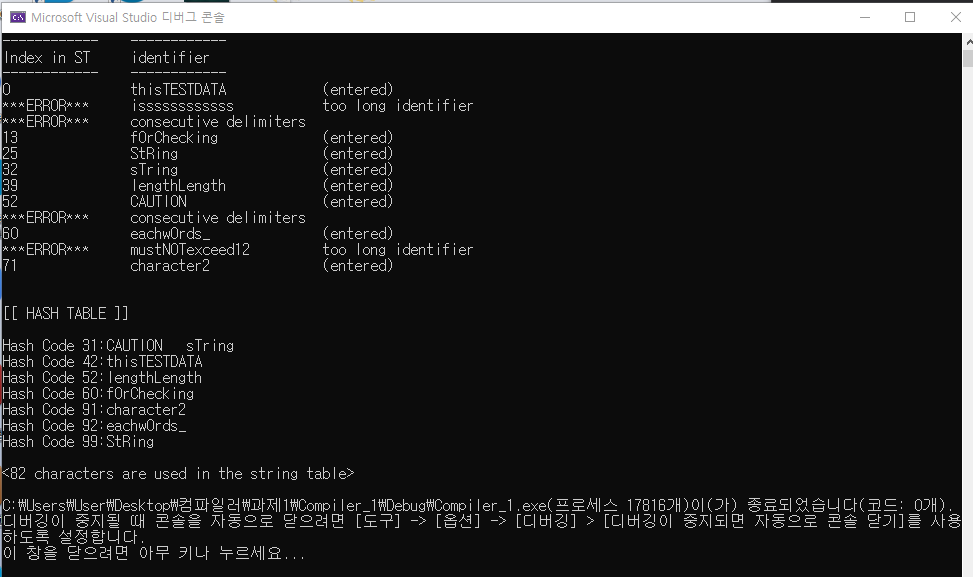 Microsoft Visual Studio 디버그 콘솔
------------ ------------
Index in ST identifier
------------ ------------
0 thisTESTDATA (entered)
***ERROR*** isssssssssssss too long identifier
***ERROR*** consecutive delimiters
13 fOrChecking (entered)
25 StRing (entered)
32 sTring (entered)
39 lengthLength (entered)
52 CAUTION (entered)
***ERROR*** consecutive delimiters
60 eachwOrds_ (entered)
***ERROR*** mustNOTexceed12 too long identifier
71 character2 (entered)
[[ HASH TABLE ]]
Hash Code 31:CAUTION sTring
Hash Code 42:thisTESTDATA
Hash Code 52:lengthLength
Hash Code 60:fOrChecking
Hash Code 91:character2
Hash Code 92:eachwOrds_
Hash Code 99:StRing
<82 characters are used in the string table>
C:₩Users₩User₩Desktop₩컴파일러₩과제1₩Compiler_1₩Debug₩Compiler_1.exe(프로세스 17816개)이(가) 종료되었습니다(코드: 0개).
디버깅이 중지될 때 콘솔을 자동으로 닫으려면 [도구] -> [옵션] -> [디버깅] > [디버깅이 중지되면 자동으로 콘솔 닫기]를 사용
하도록 설정합니다.
이 창을 닫으려면 아무 키나 누르세요...